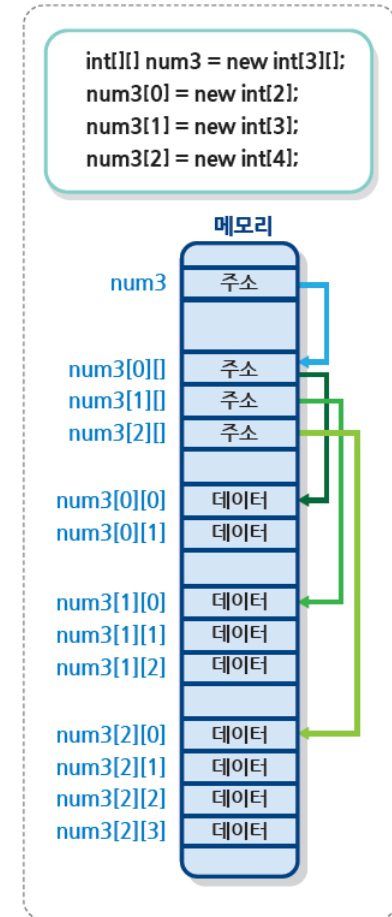 int[][] num3 = new int[3][];
num3[0] = new int[2];
num3[1] = new int[3];
num3[2] = new int[4];
메모리
num3 주소
num3[0][] 주소
num3[1][] 주소
num3[2][] 주소
num3[0][0] 데이터
num3[0][1] 데이터
num3[1][0] 데이터
num3[1][1] 데이터
num3[1][2] 데이터
num3[2][0] 데이터
num3[2][1] 데이터
num3[2][2] 데이터
num3[2][3] 데이터